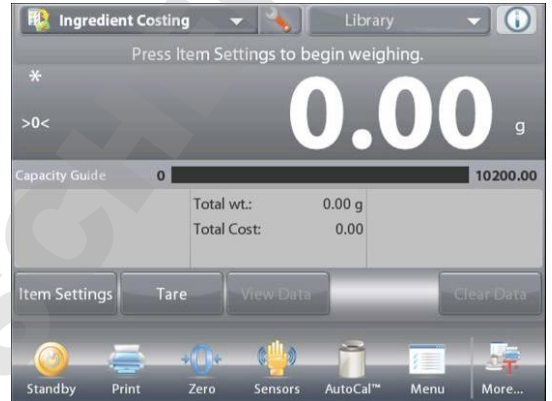 Ingredient Costing Library
Press Item Settings to begin weighing.
*
>0< 0.00 g
Capacity Guide 0 10200.00
Total wt.: 0.00 g
Total Cost: 0.00
Item Settings Tare View Data Clear Data
Standby Print Zero Sensors AutoCal™ Menu More...